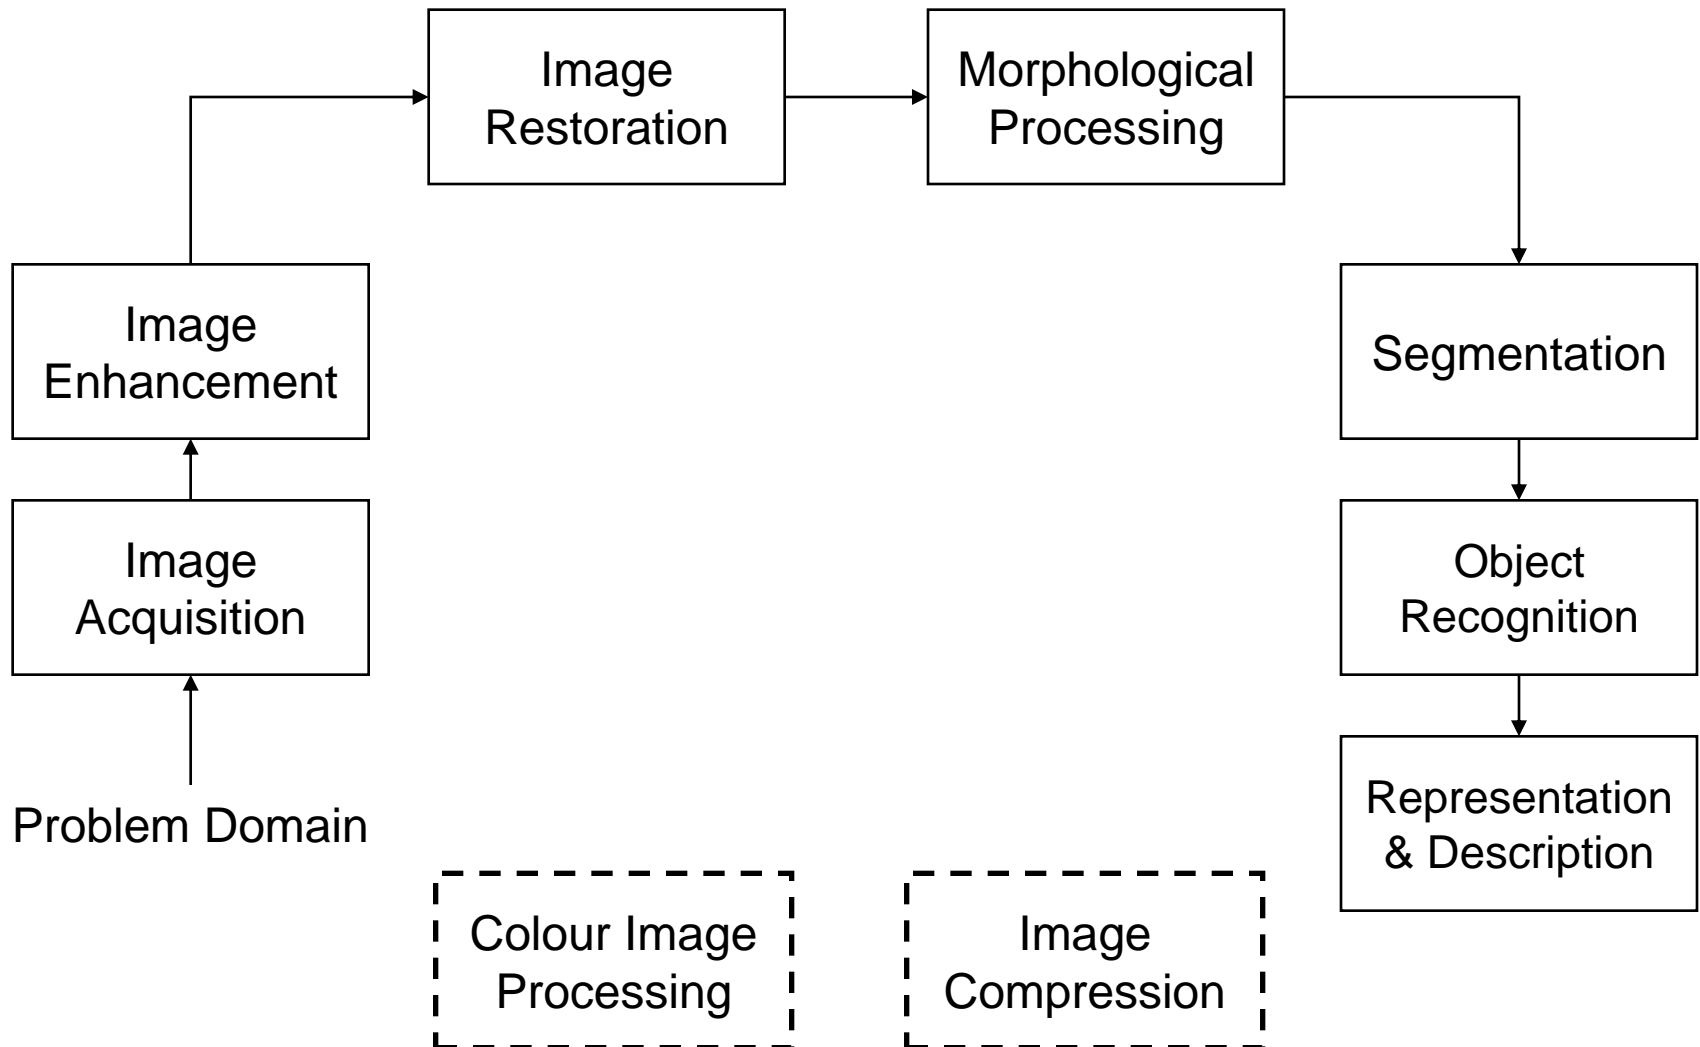 Image
Restoration
Morphological
Processing
Image
Enhancement
Segmentation
Image
Acquisition
Object
Recognition
Problem Domain
Representation
& Description
Colour Image
Processing
Image
Compression